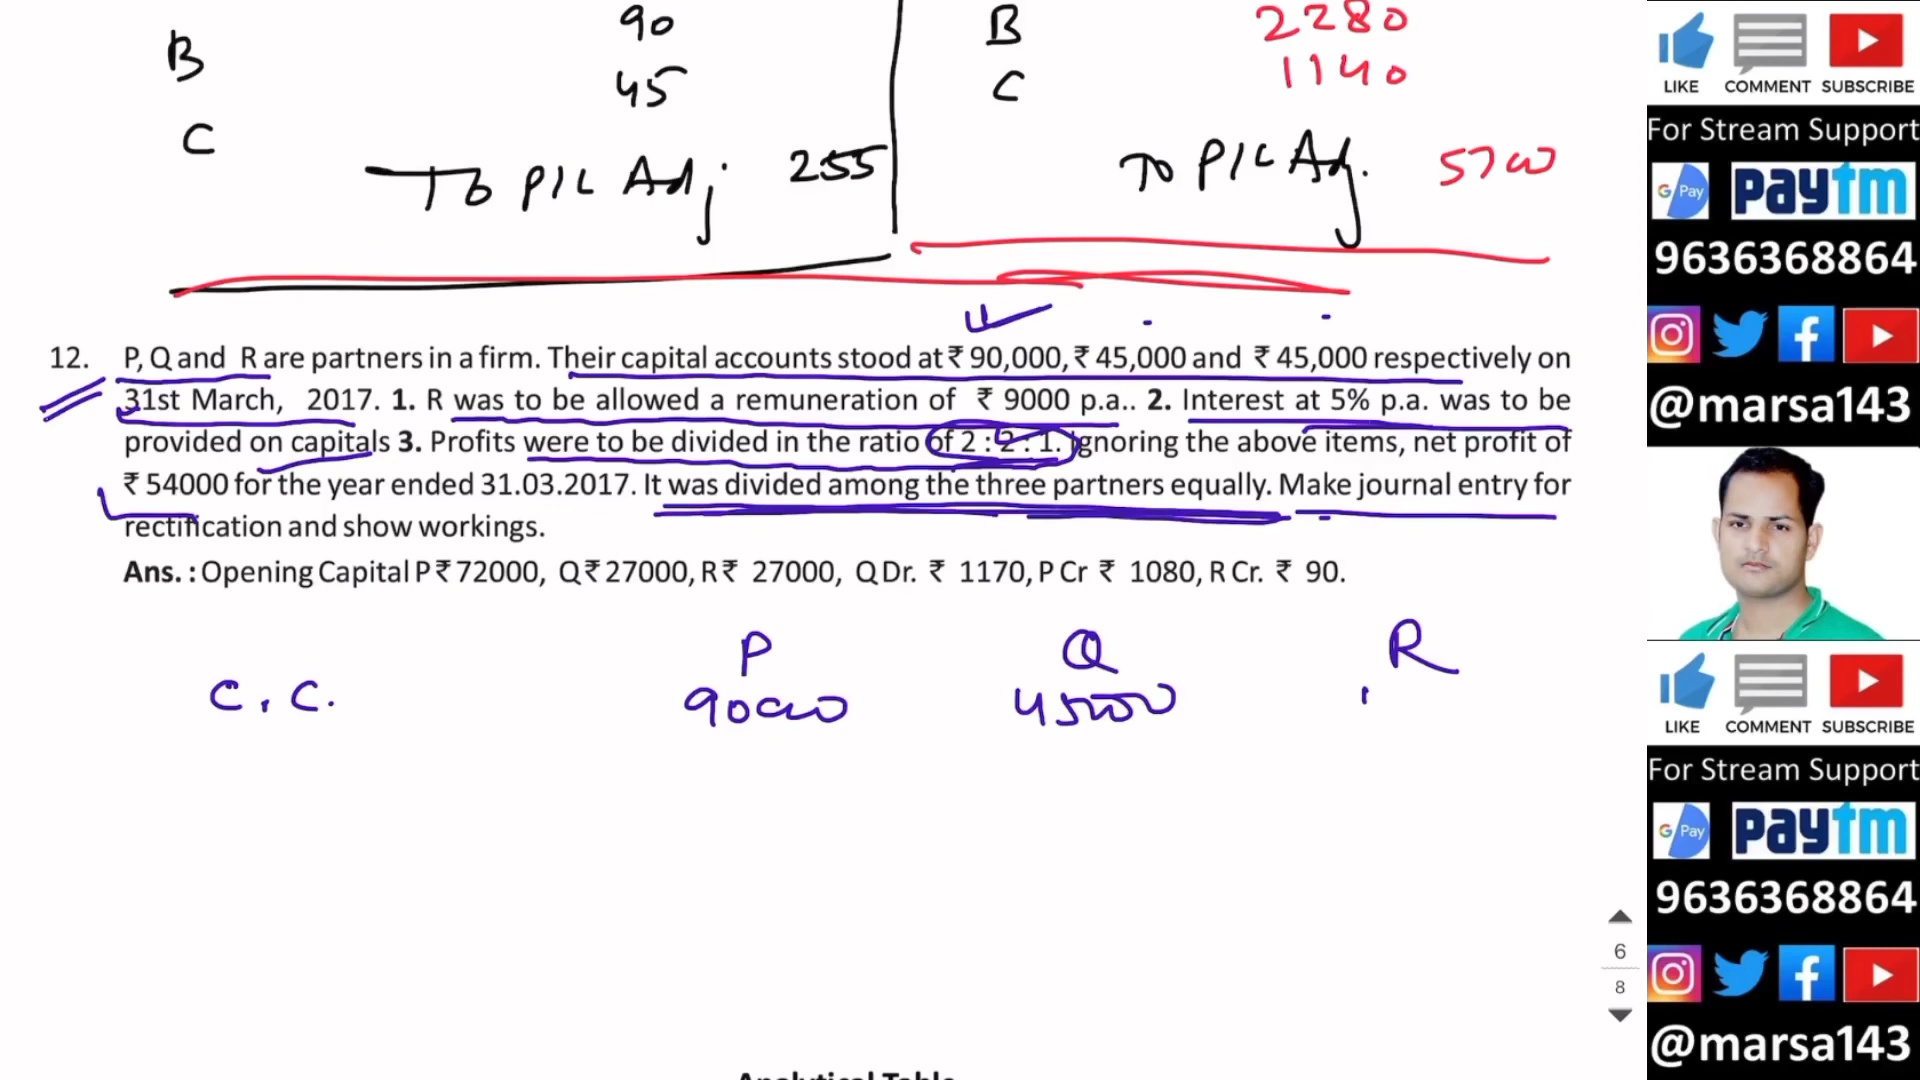 B 90 B 2280
C 45 C 1140
To P/L Adj 255 To P/L Adj. 5700
12. P, Q and R are partners in a firm. Their capital accounts stood at ₹ 90,000, ₹ 45,000 and ₹ 45,000 respectively on
31st March, 2017. 1. R was to be allowed a remuneration of ₹ 9000 p.a.. 2. Interest at 5% p.a. was to be
provided on capitals 3. Profits were to be divided in the ratio of 2 : 2 : 1. Ignoring the above items, net profit of
₹ 54000 for the year ended 31.03.2017. It was divided among the three partners equally. Make journal entry for
rectification and show workings.
Ans. : Opening Capital P ₹ 72000, Q ₹ 27000, R ₹ 27000, Q Dr. ₹ 1170, P Cr ₹ 1080, R Cr. ₹ 90.
P Q R
C. C. 90000 45000
6
8
LIKE COMMENT SUBSCRIBE
For Stream Support
G Pay paytm
9636368864
@marsa143
LIKE COMMENT SUBSCRIBE
For Stream Support
G Pay paytm
9636368864
@marsa143